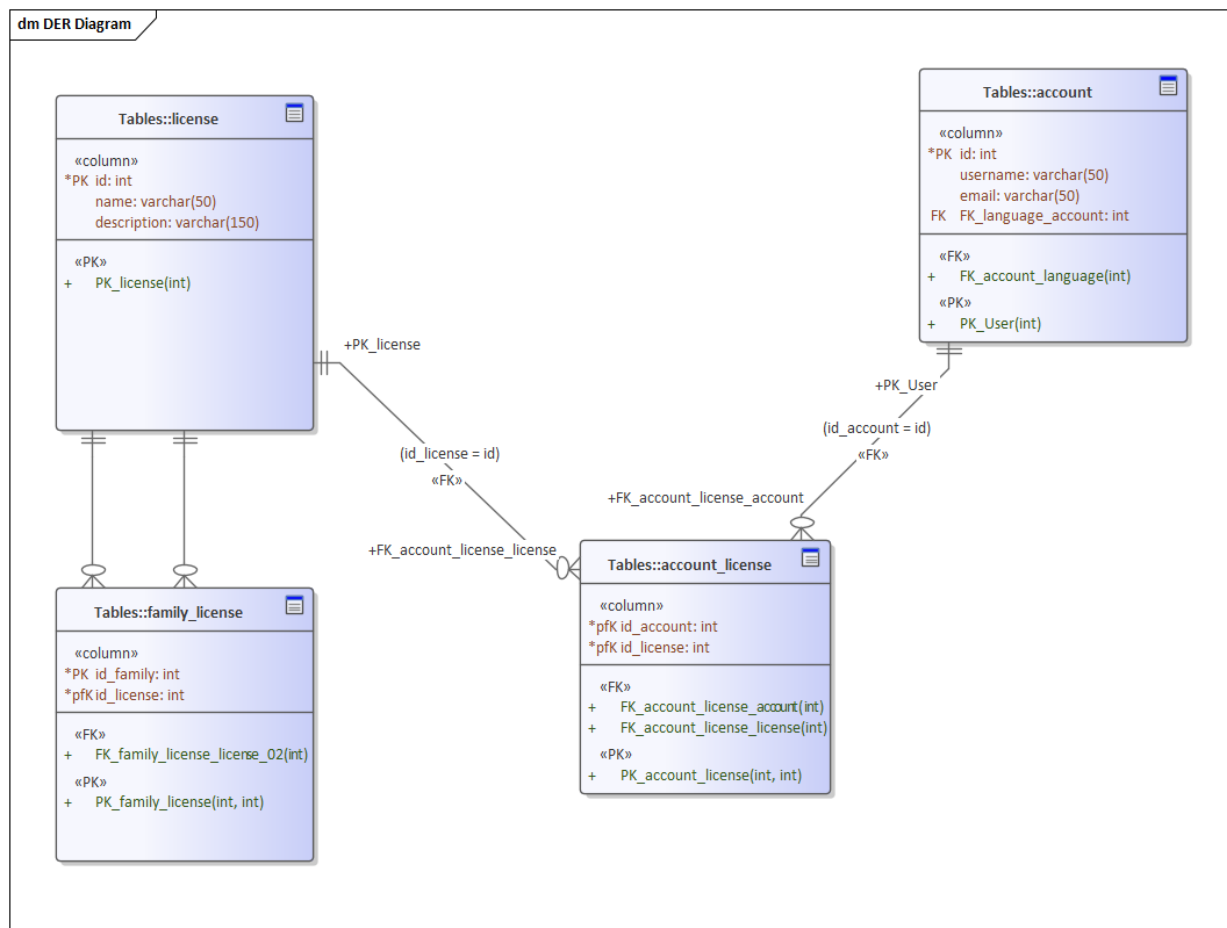 dm DER Diagram
Tables::license
«column»
*PK id: int
name: varchar(50)
description: varchar(150)
«PK»
+ PK_license(int)
Tables::account
«column»
*PK id: int
username: varchar(50)
email: varchar(50)
FK FK_language_account: int
«FK»
+ FK_account_language(int)
«PK»
+ PK_User(int)
+PK_license
(id_license = id)
«FK»
+FK_account_license_license
+PK_User
(id_account = id)
«FK»
+FK_account_license_account
Tables::family_license
«column»
*PK id_family: int
*pfK id_license: int
«FK»
+ FK_family_license_license_02(int)
«PK»
+ PK_family_license(int, int)
Tables::account_license
«column»
*pfK id_account: int
*pfK id_license: int
«FK»
+ FK_account_license_account(int)
+ FK_account_license_license(int)
«PK»
+ PK_account_license(int, int)